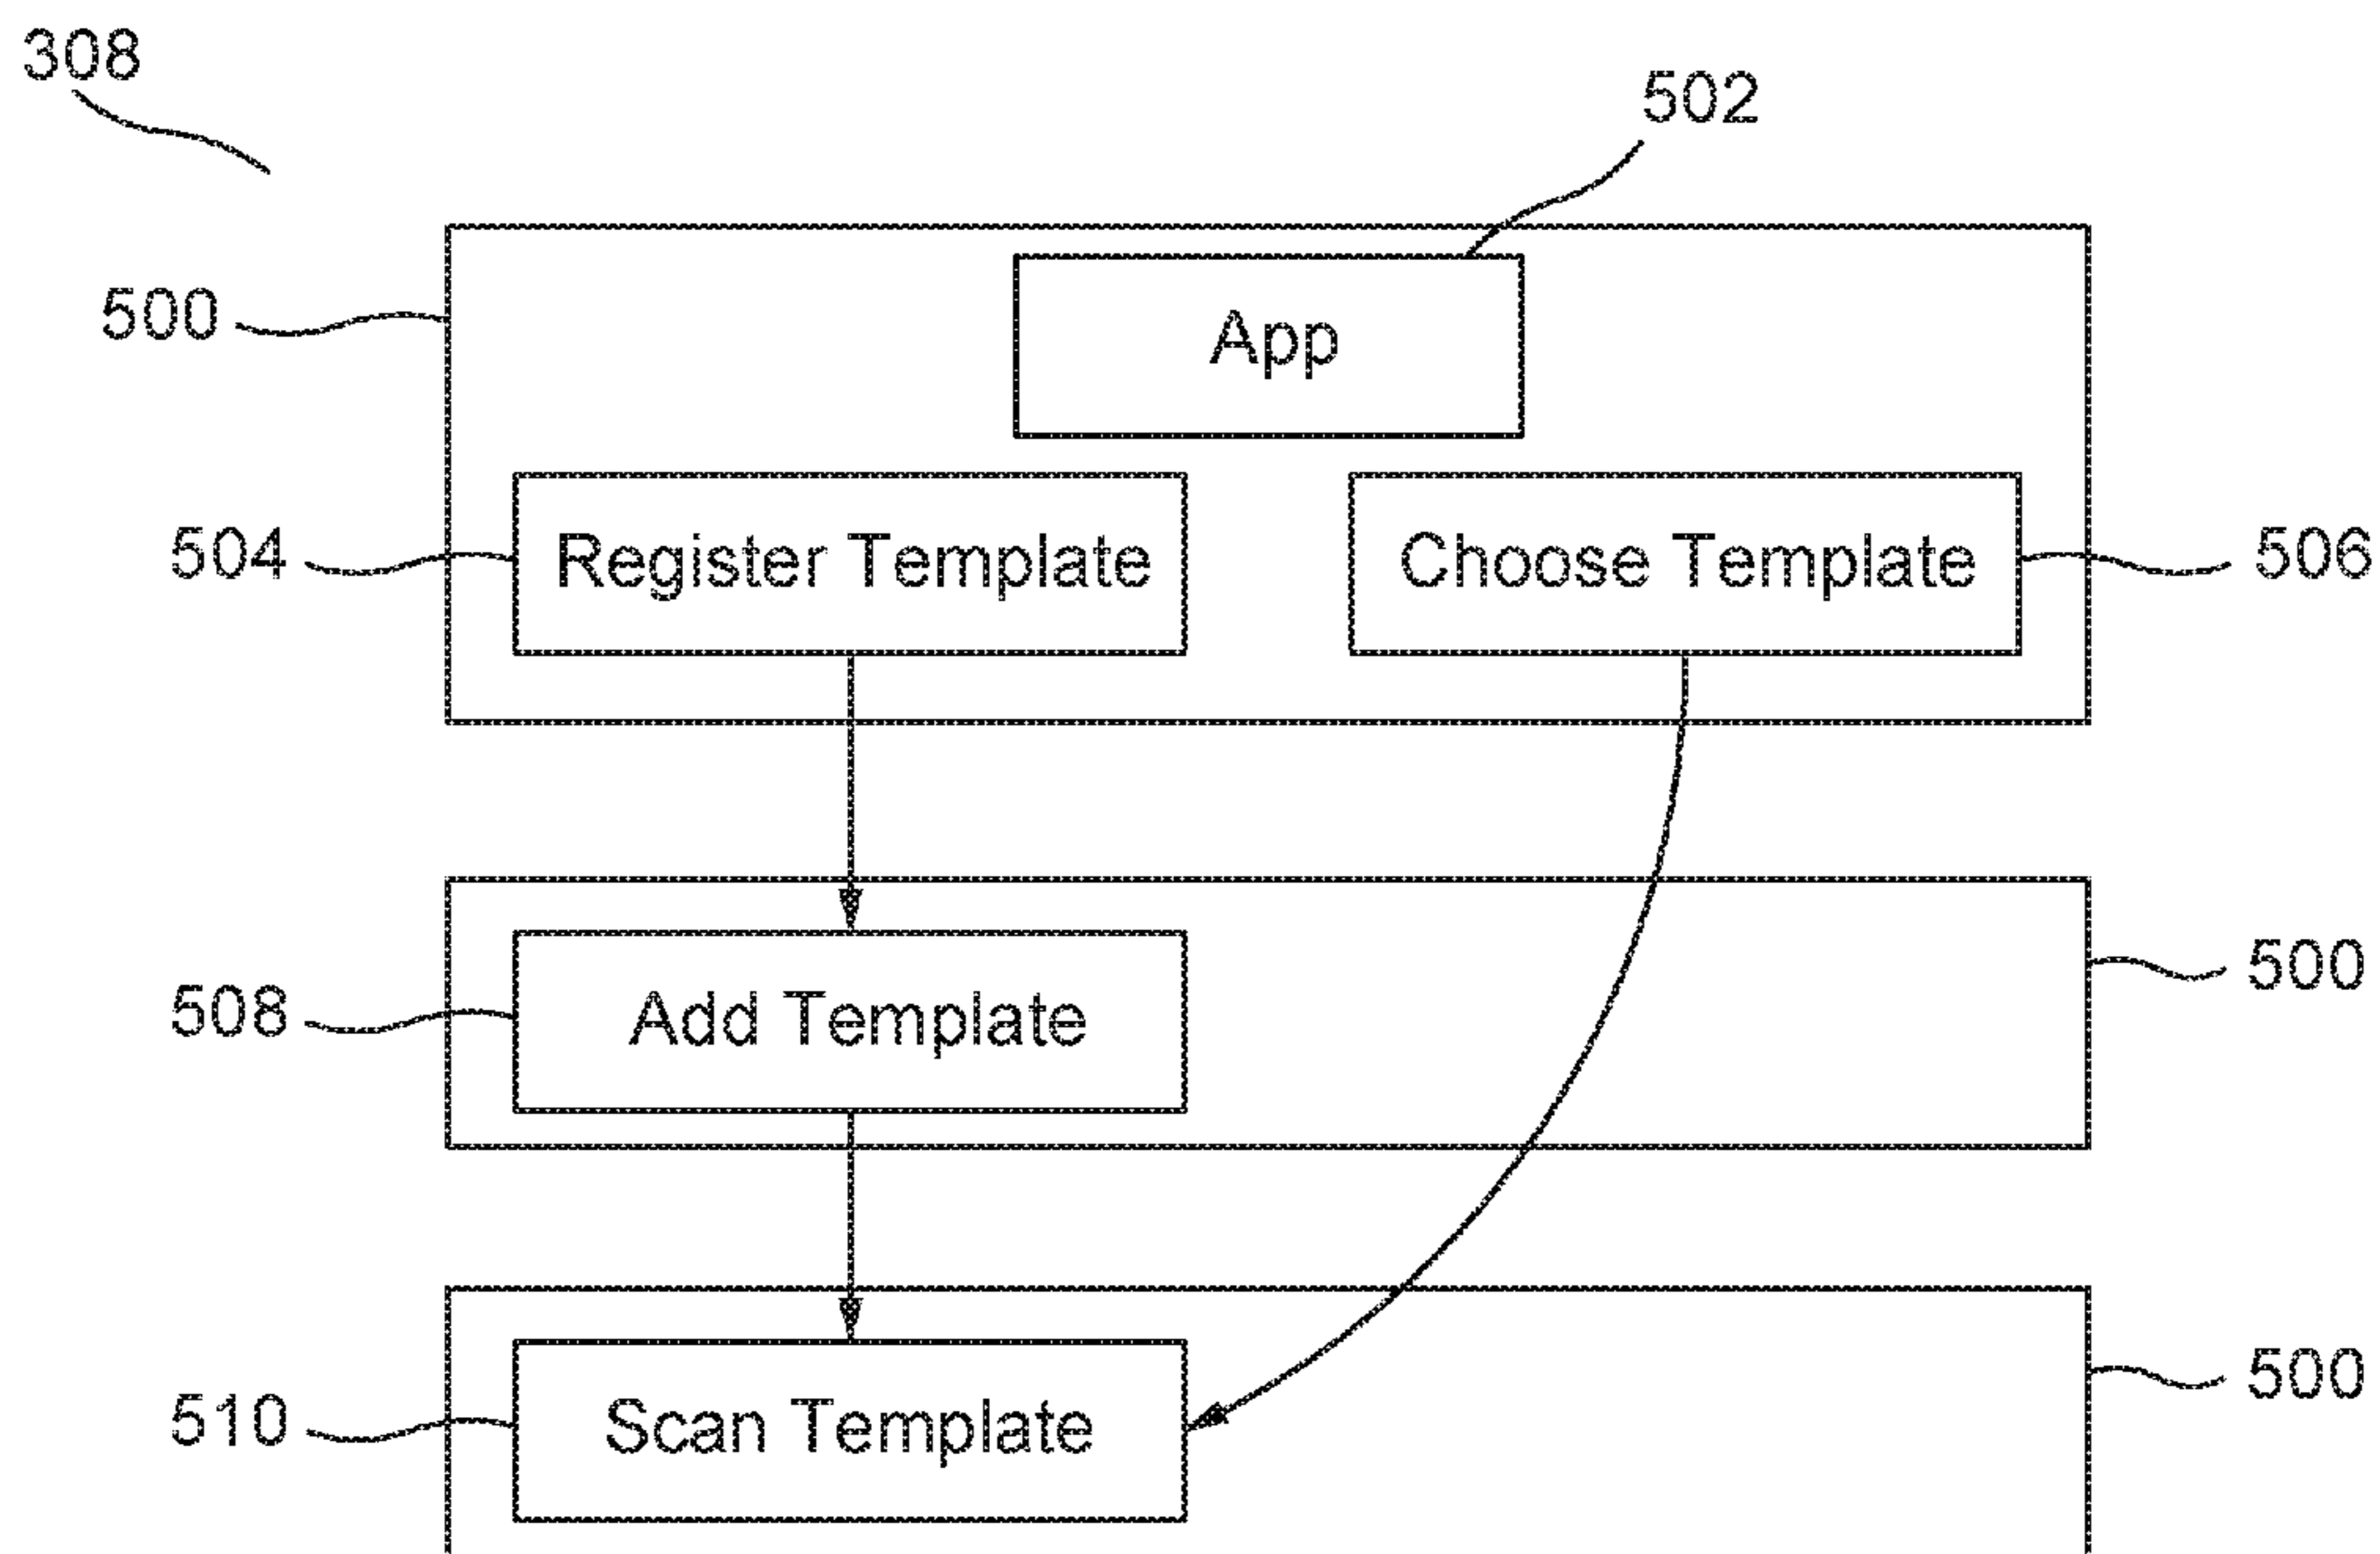 308
502
500
App
504
Register Template
Choose Template
506
500
508
Add Template
500
510
Scan Template